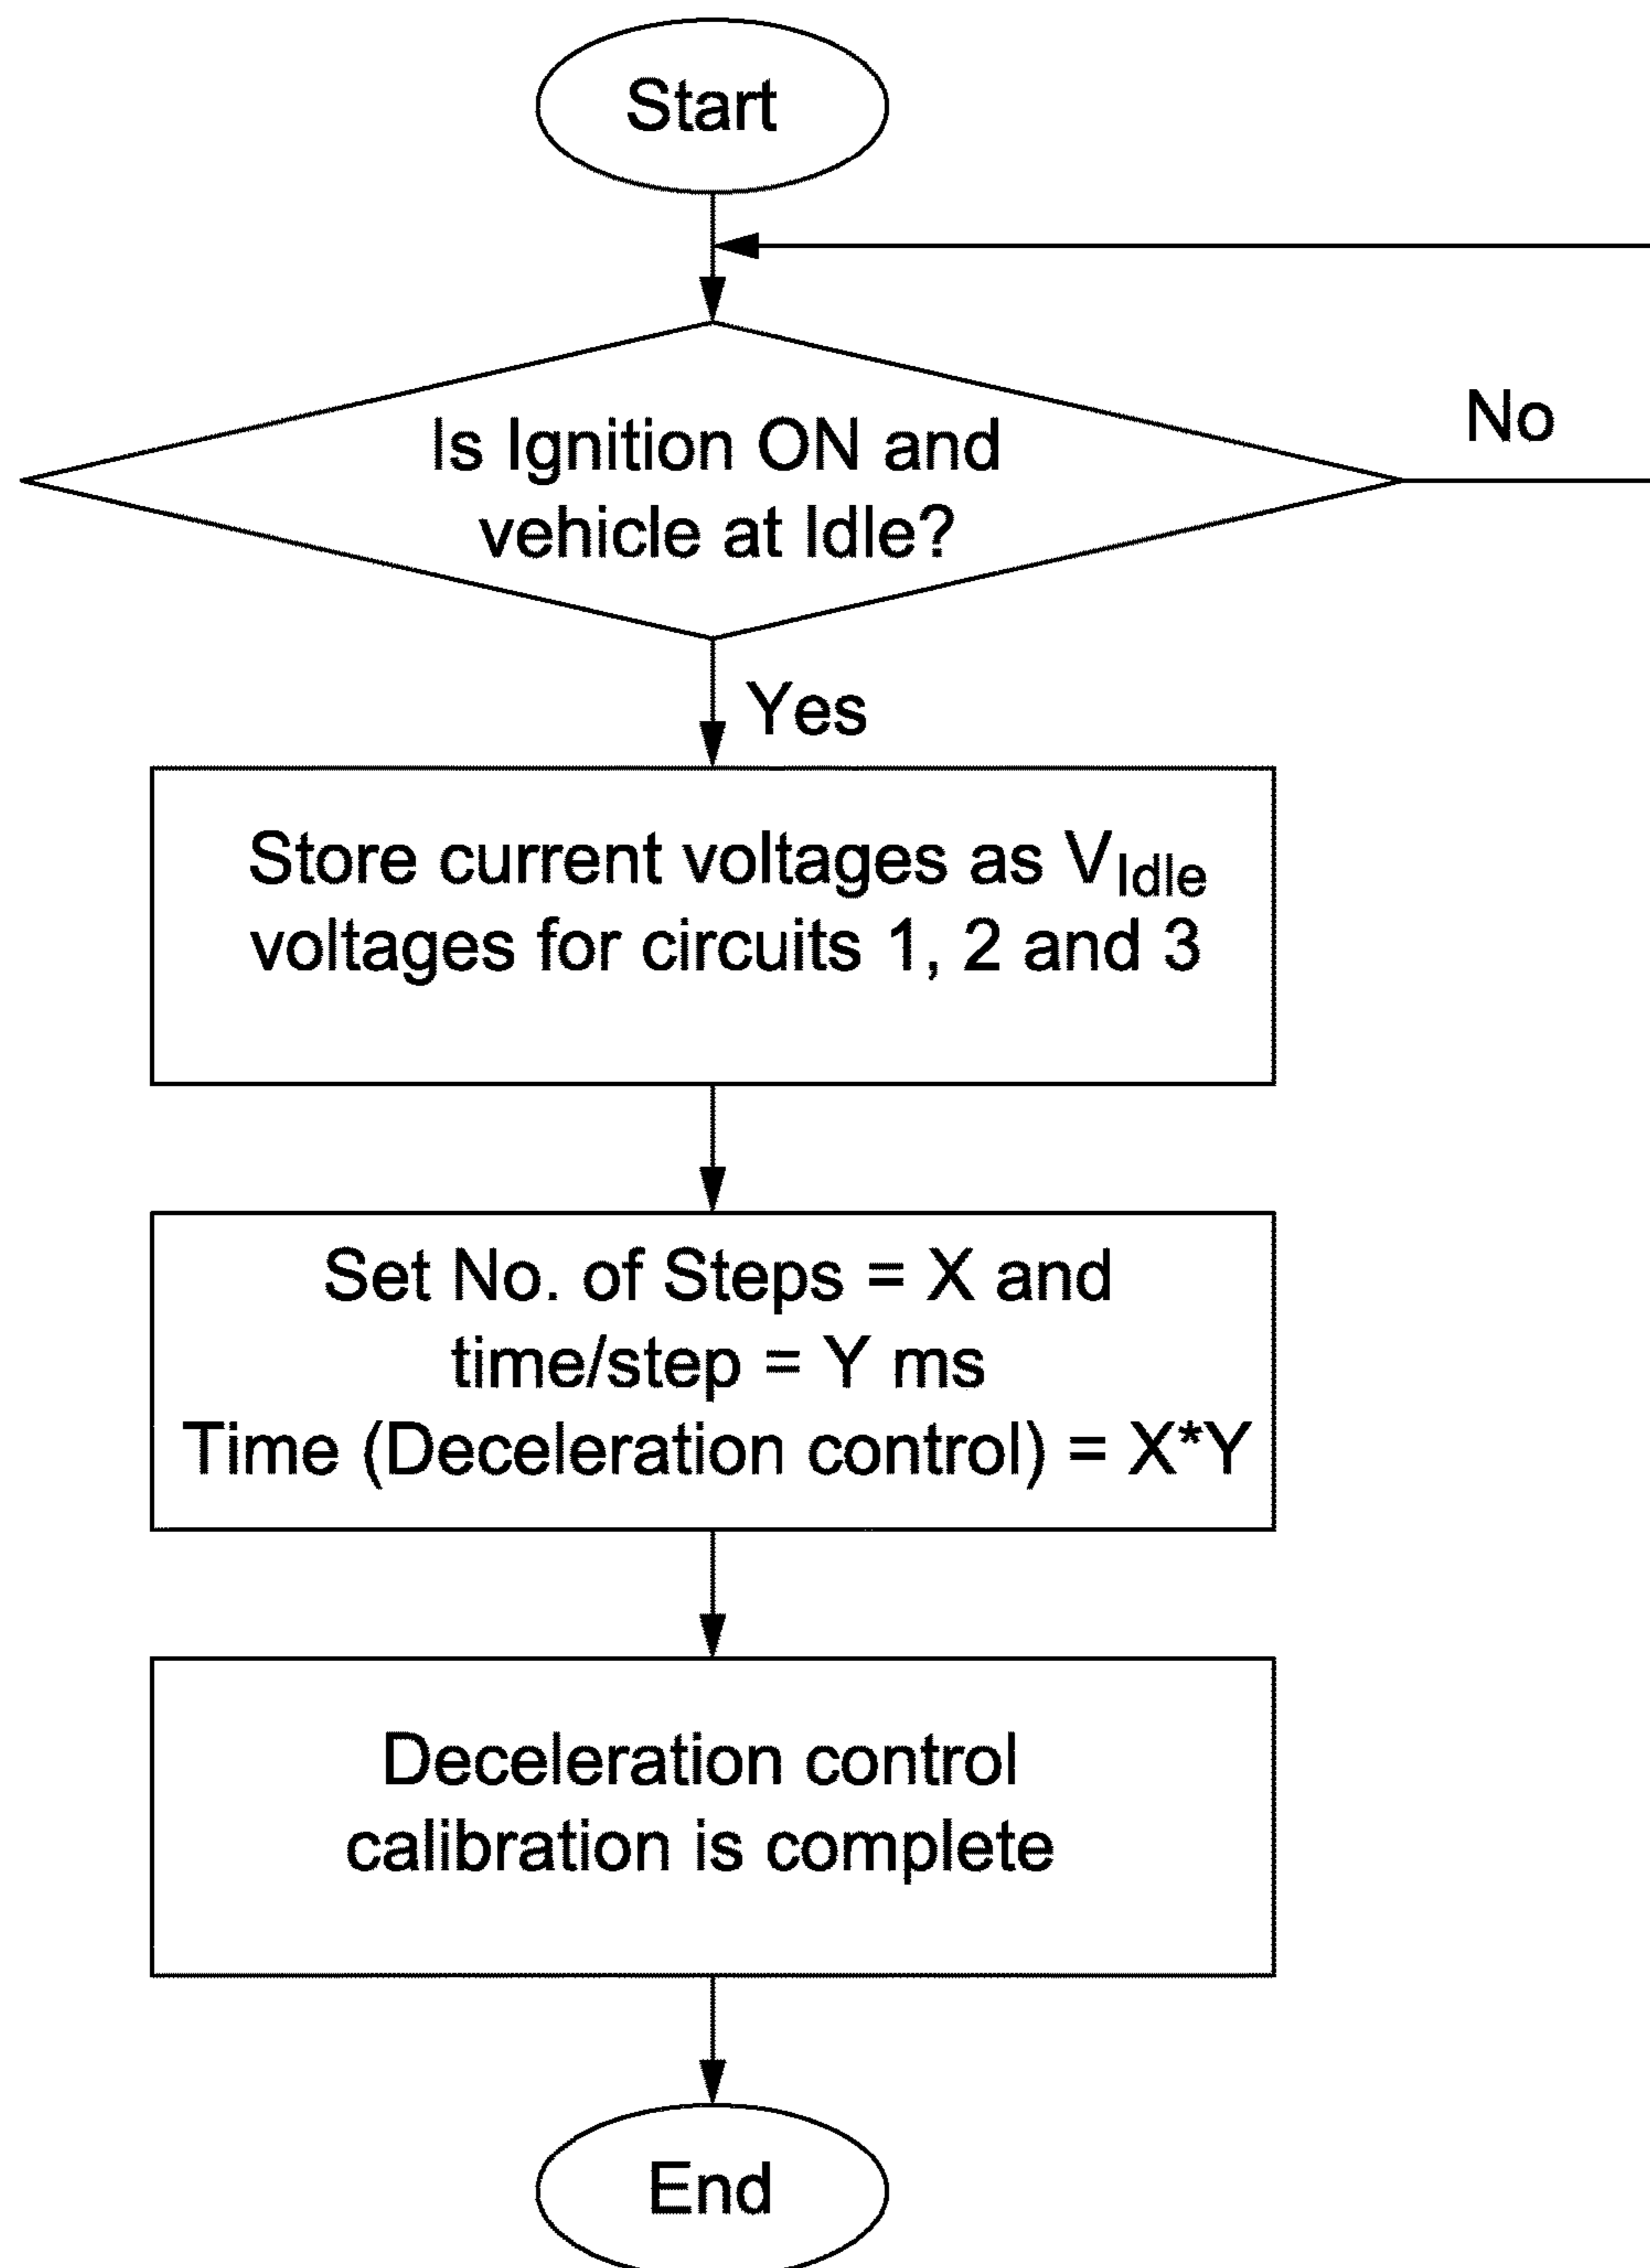 Start
Is Ignition ON and
vehicle at Idle?
No
Yes
Store current voltages as VIdle
voltages for circuits 1, 2 and 3
Set No. of Steps = X and
time/step = Y ms
Time (Deceleration control) = X*Y
Deceleration control
calibration is complete
End